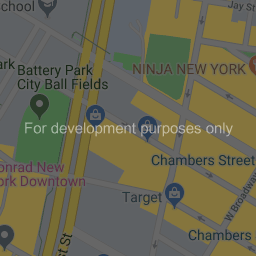 Jay St
NINJA NEW YORK
ark
Battery Park
City Ball Fields
For development purposes only
Chambers Street
onrad New
ork Downtown
Target
W Broadway
Chambers
st St